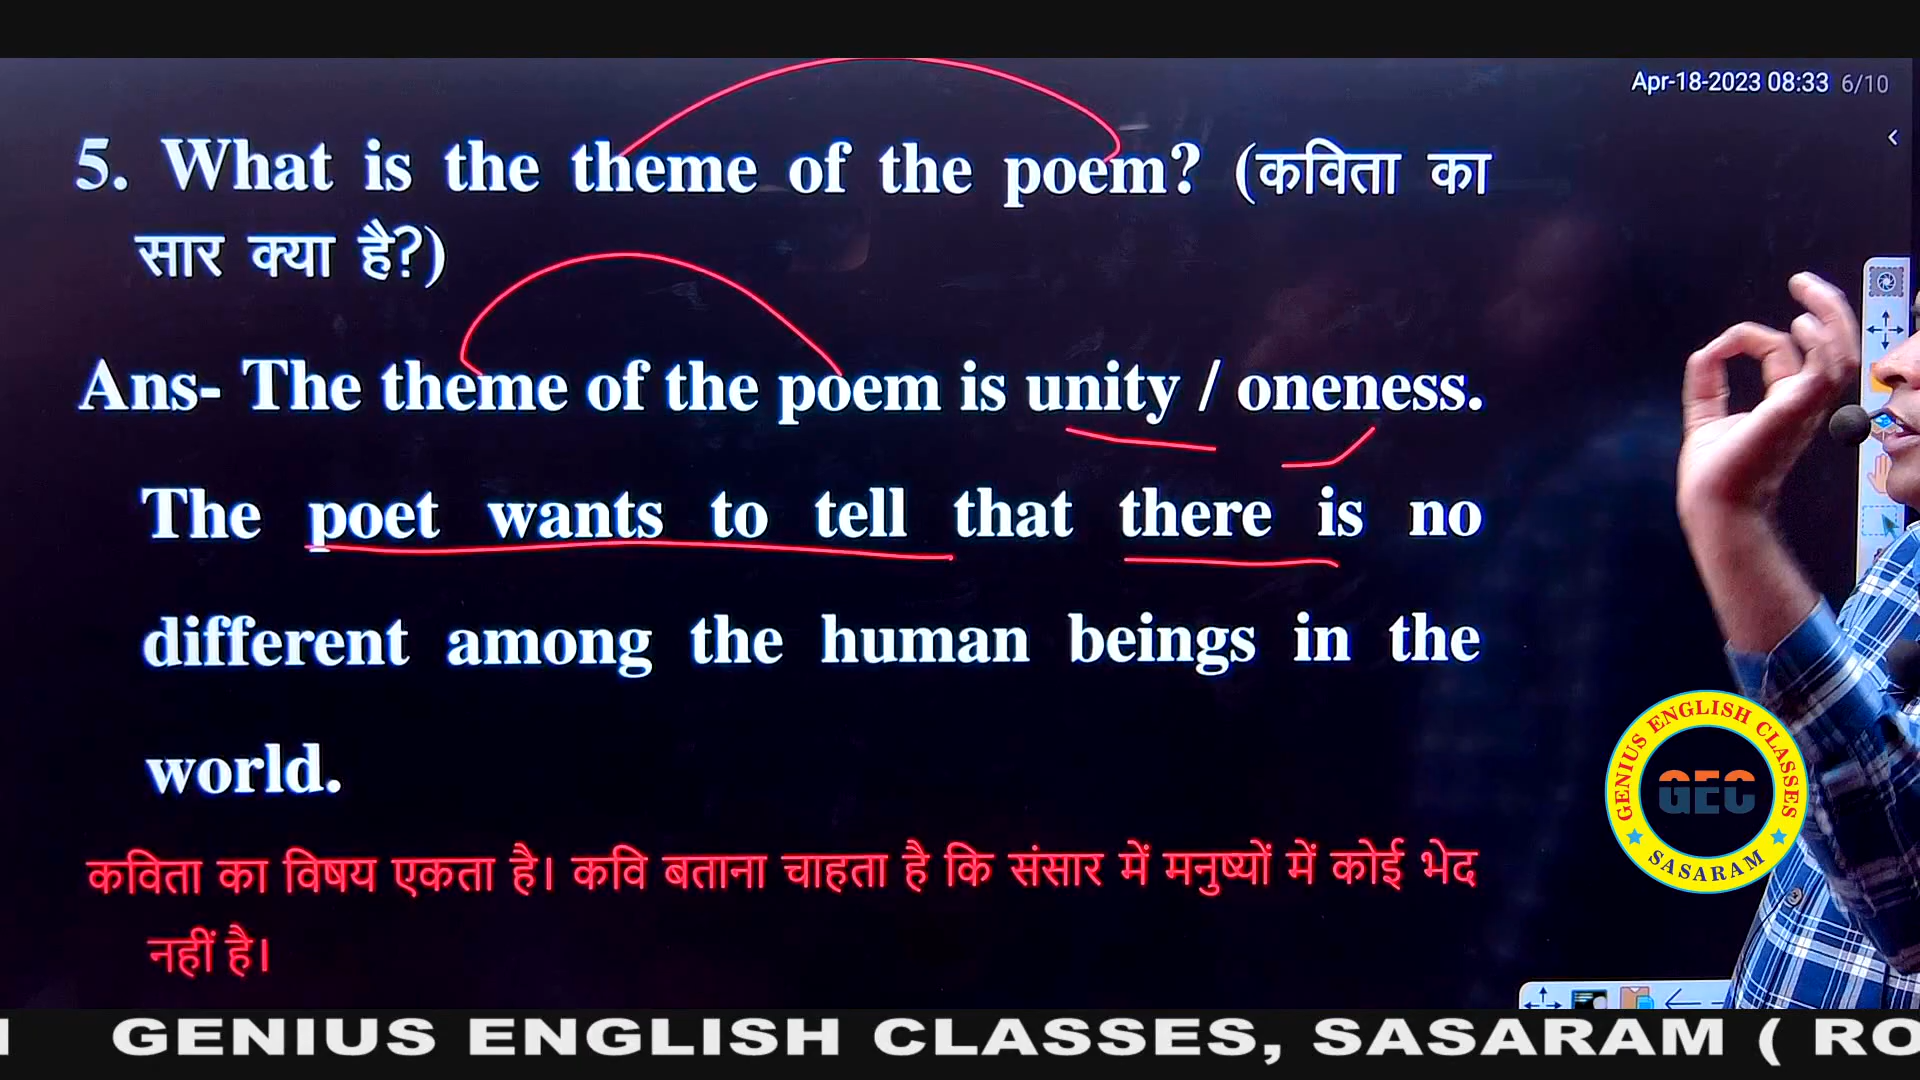 Apr-18-2023 08:33 6/10
5. What is the theme of the poem? (कविता का
सार क्या है?)
Ans- The theme of the poem is unity / oneness.
The poet wants to tell that there is no
different among the human beings in the
world.
कविता का विषय एकता है। कवि बताना चाहता है कि संसार में मनुष्यों में कोई भेद
नहीं है।
GENIUS ENGLISH CLASSES
GEC
SASARAM
GENIUS ENGLISH CLASSES, SASARAM ( RO